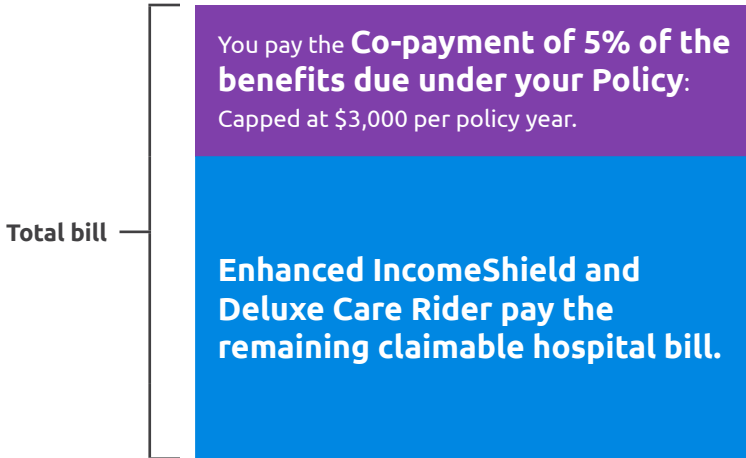 You pay the Co-payment of 5% of the
benefits due under your Policy:
Capped at $3,000 per policy year.
Total bill
Enhanced IncomeShield and
Deluxe Care Rider pay the
remaining claimable hospital bill.